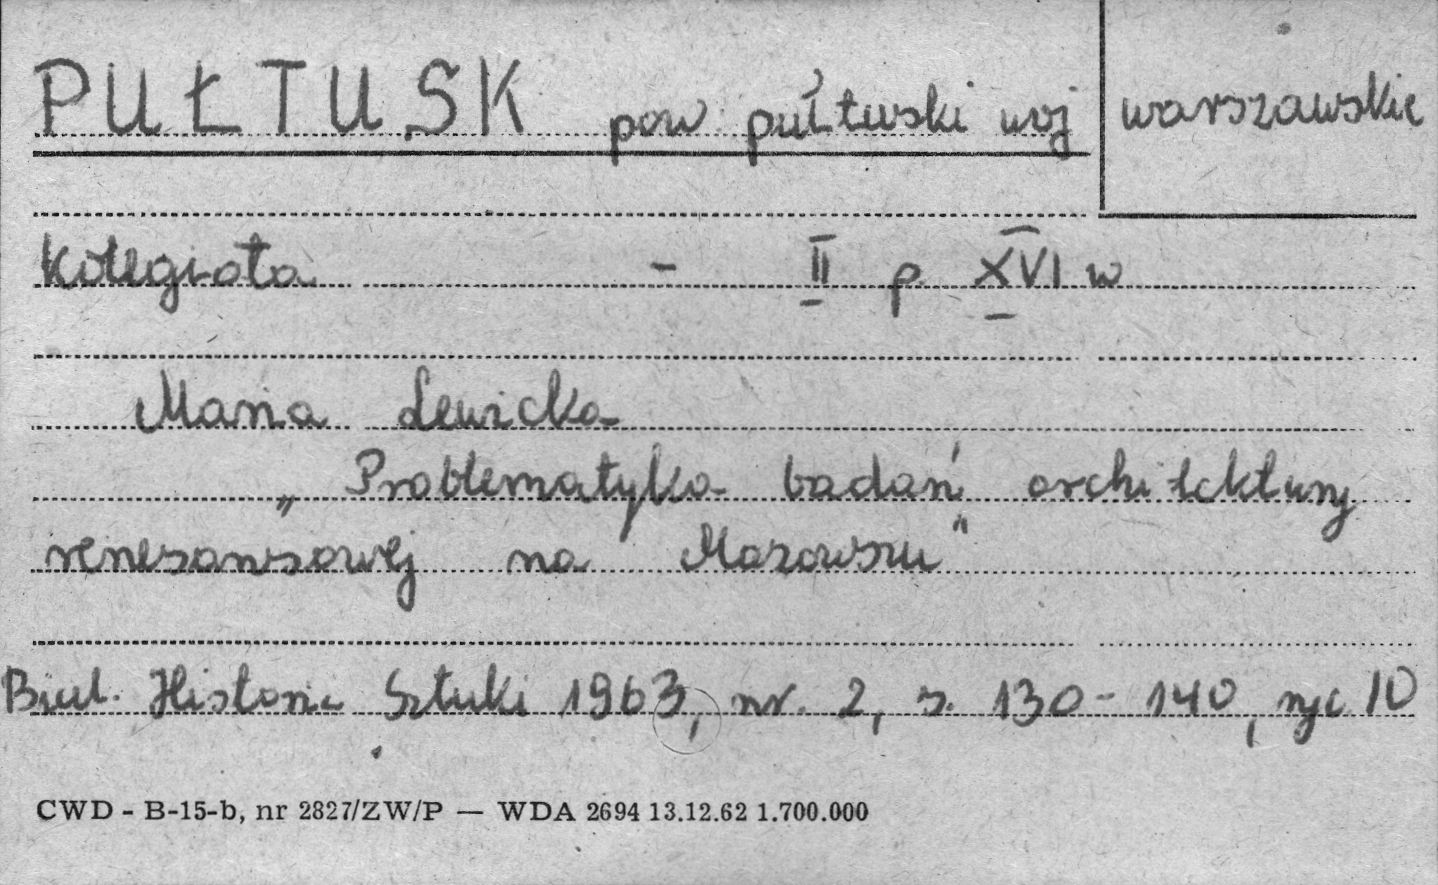 PUŁTUSK pow pułtuski woj warszawskie
Kolegiata - II p. XVI w
Maria Lewicka
„Problematyka badań architektury
renesansowej na Mazowszu"
Biul. Historii Sztuki 1963, nr. 2, s. 130-140, ryc 10
CWD - B-15-b, nr 2827/ZW/P — WDA 2694 13.12.62 1.700.000